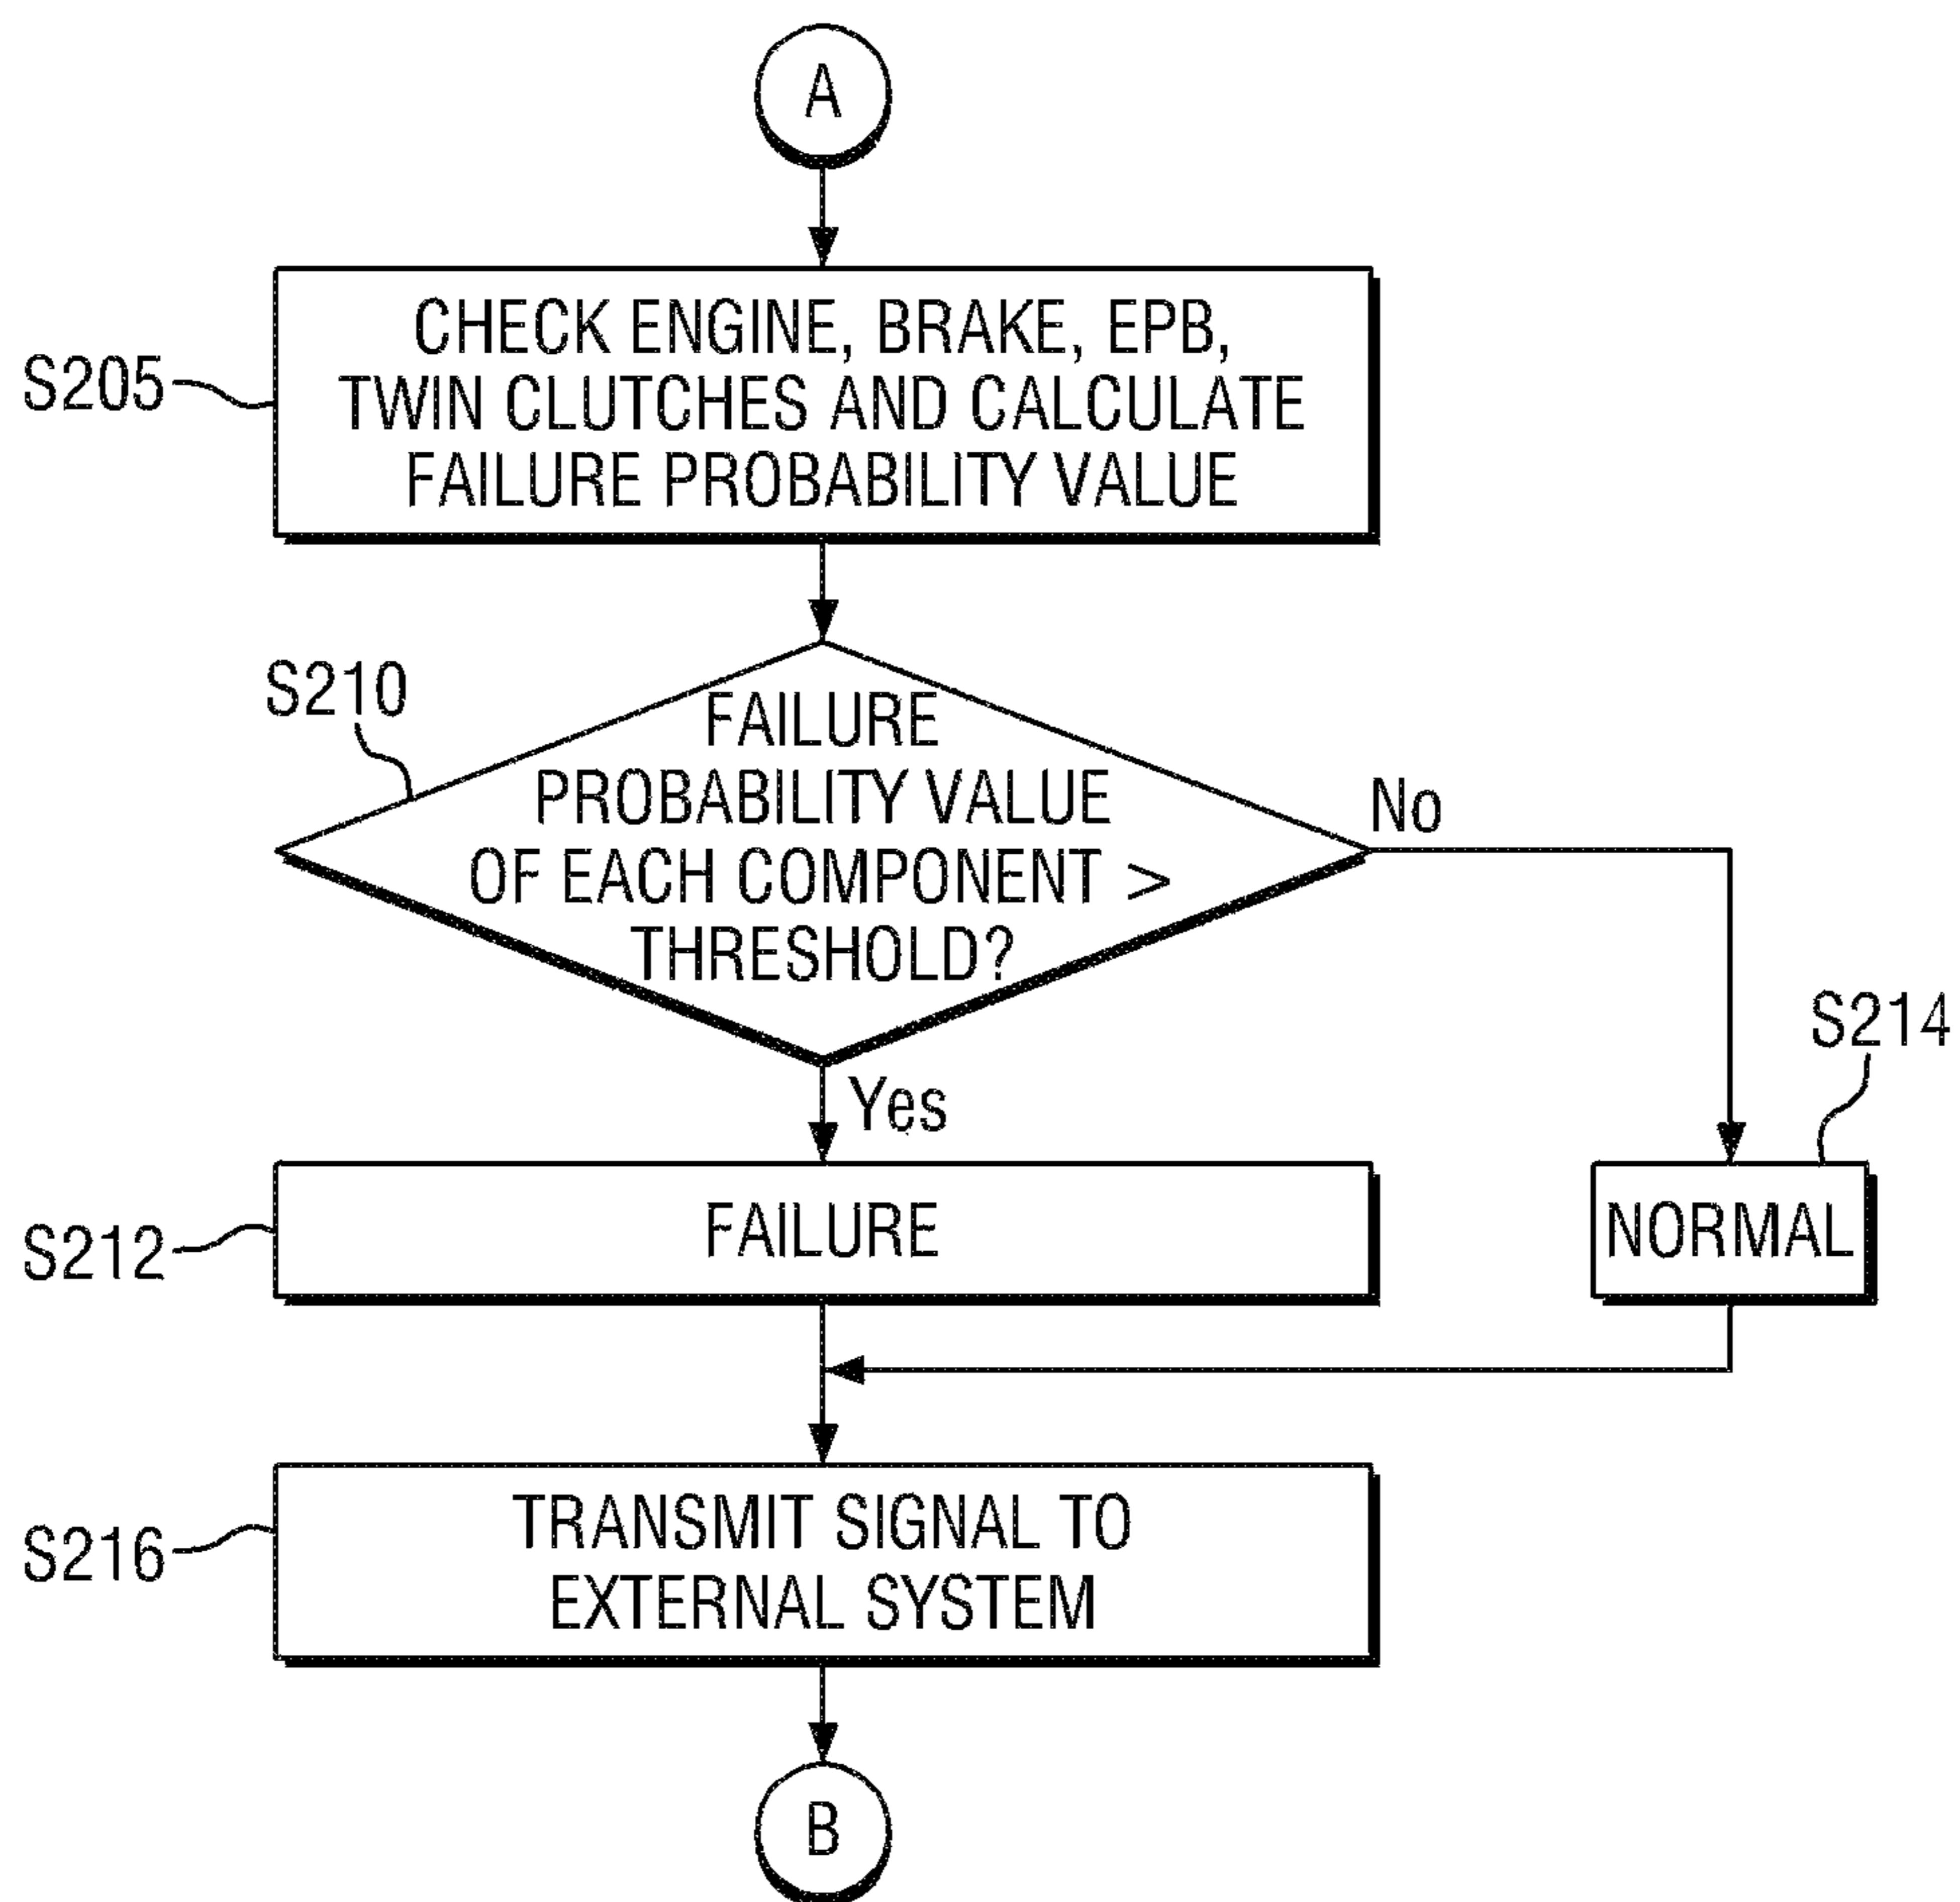 A
CHECK ENGINE, BRAKE, EPB,
TWIN CLUTCHES AND CALCULATE
FAILURE PROBABILITY VALUE
S205
S210
FAILURE
PROBABILITY VALUE
OF EACH COMPONENT >
THRESHOLD?
No
Yes
S214
FAILURE
S212
NORMAL
TRANSMIT SIGNAL TO
EXTERNAL SYSTEM
S216
B